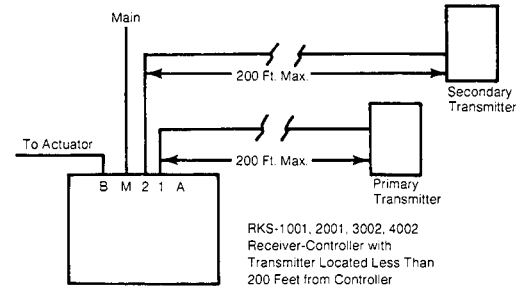 Main
200 Ft. Max.
Secondary
Transmitter
To Actuator
200 Ft. Max.
B M 2 1 A
Primary
Transmitter
RKS-1001, 2001, 3002, 4002
Receiver-Controller with
Transmitter Located Less Than
200 Feet from Controller